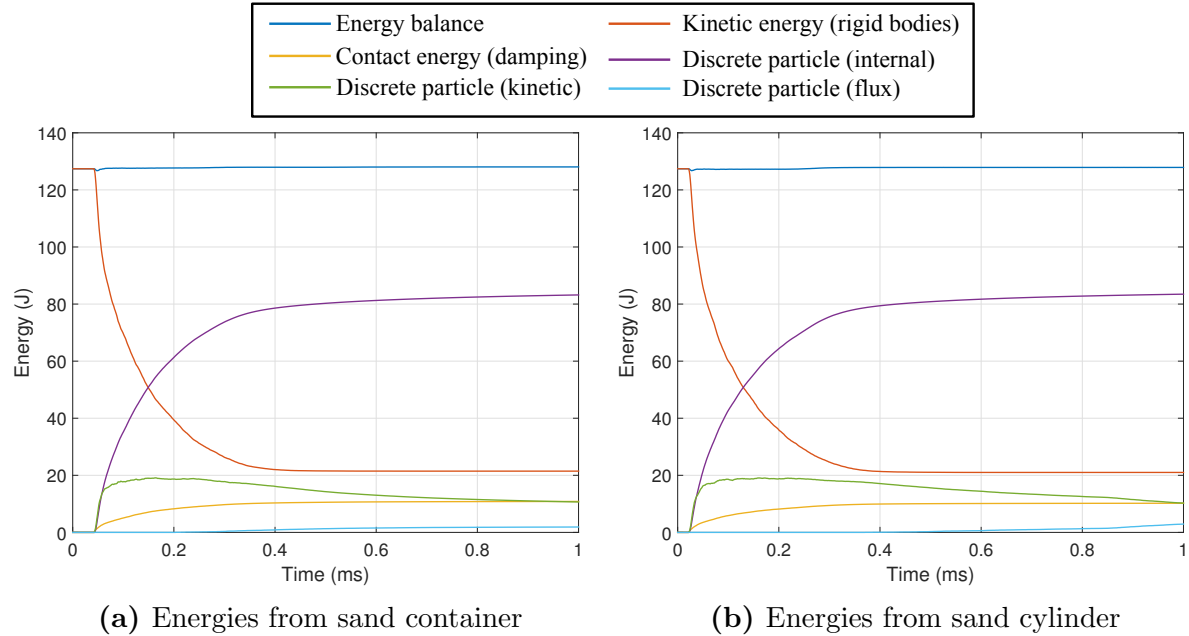 Energy balance
Kinetic energy (rigid bodies)
Contact energy (damping)
Discrete particle (internal)
Discrete particle (kinetic)
Discrete particle (flux)
140
120
100
80
60
40
20
0
Energy (J)
0 0.2 0.4 0.6 0.8 1
Time (ms)
(a) Energies from sand container
140
120
100
80
60
40
20
0
Energy (J)
0 0.2 0.4 0.6 0.8 1
Time (ms)
(b) Energies from sand cylinder